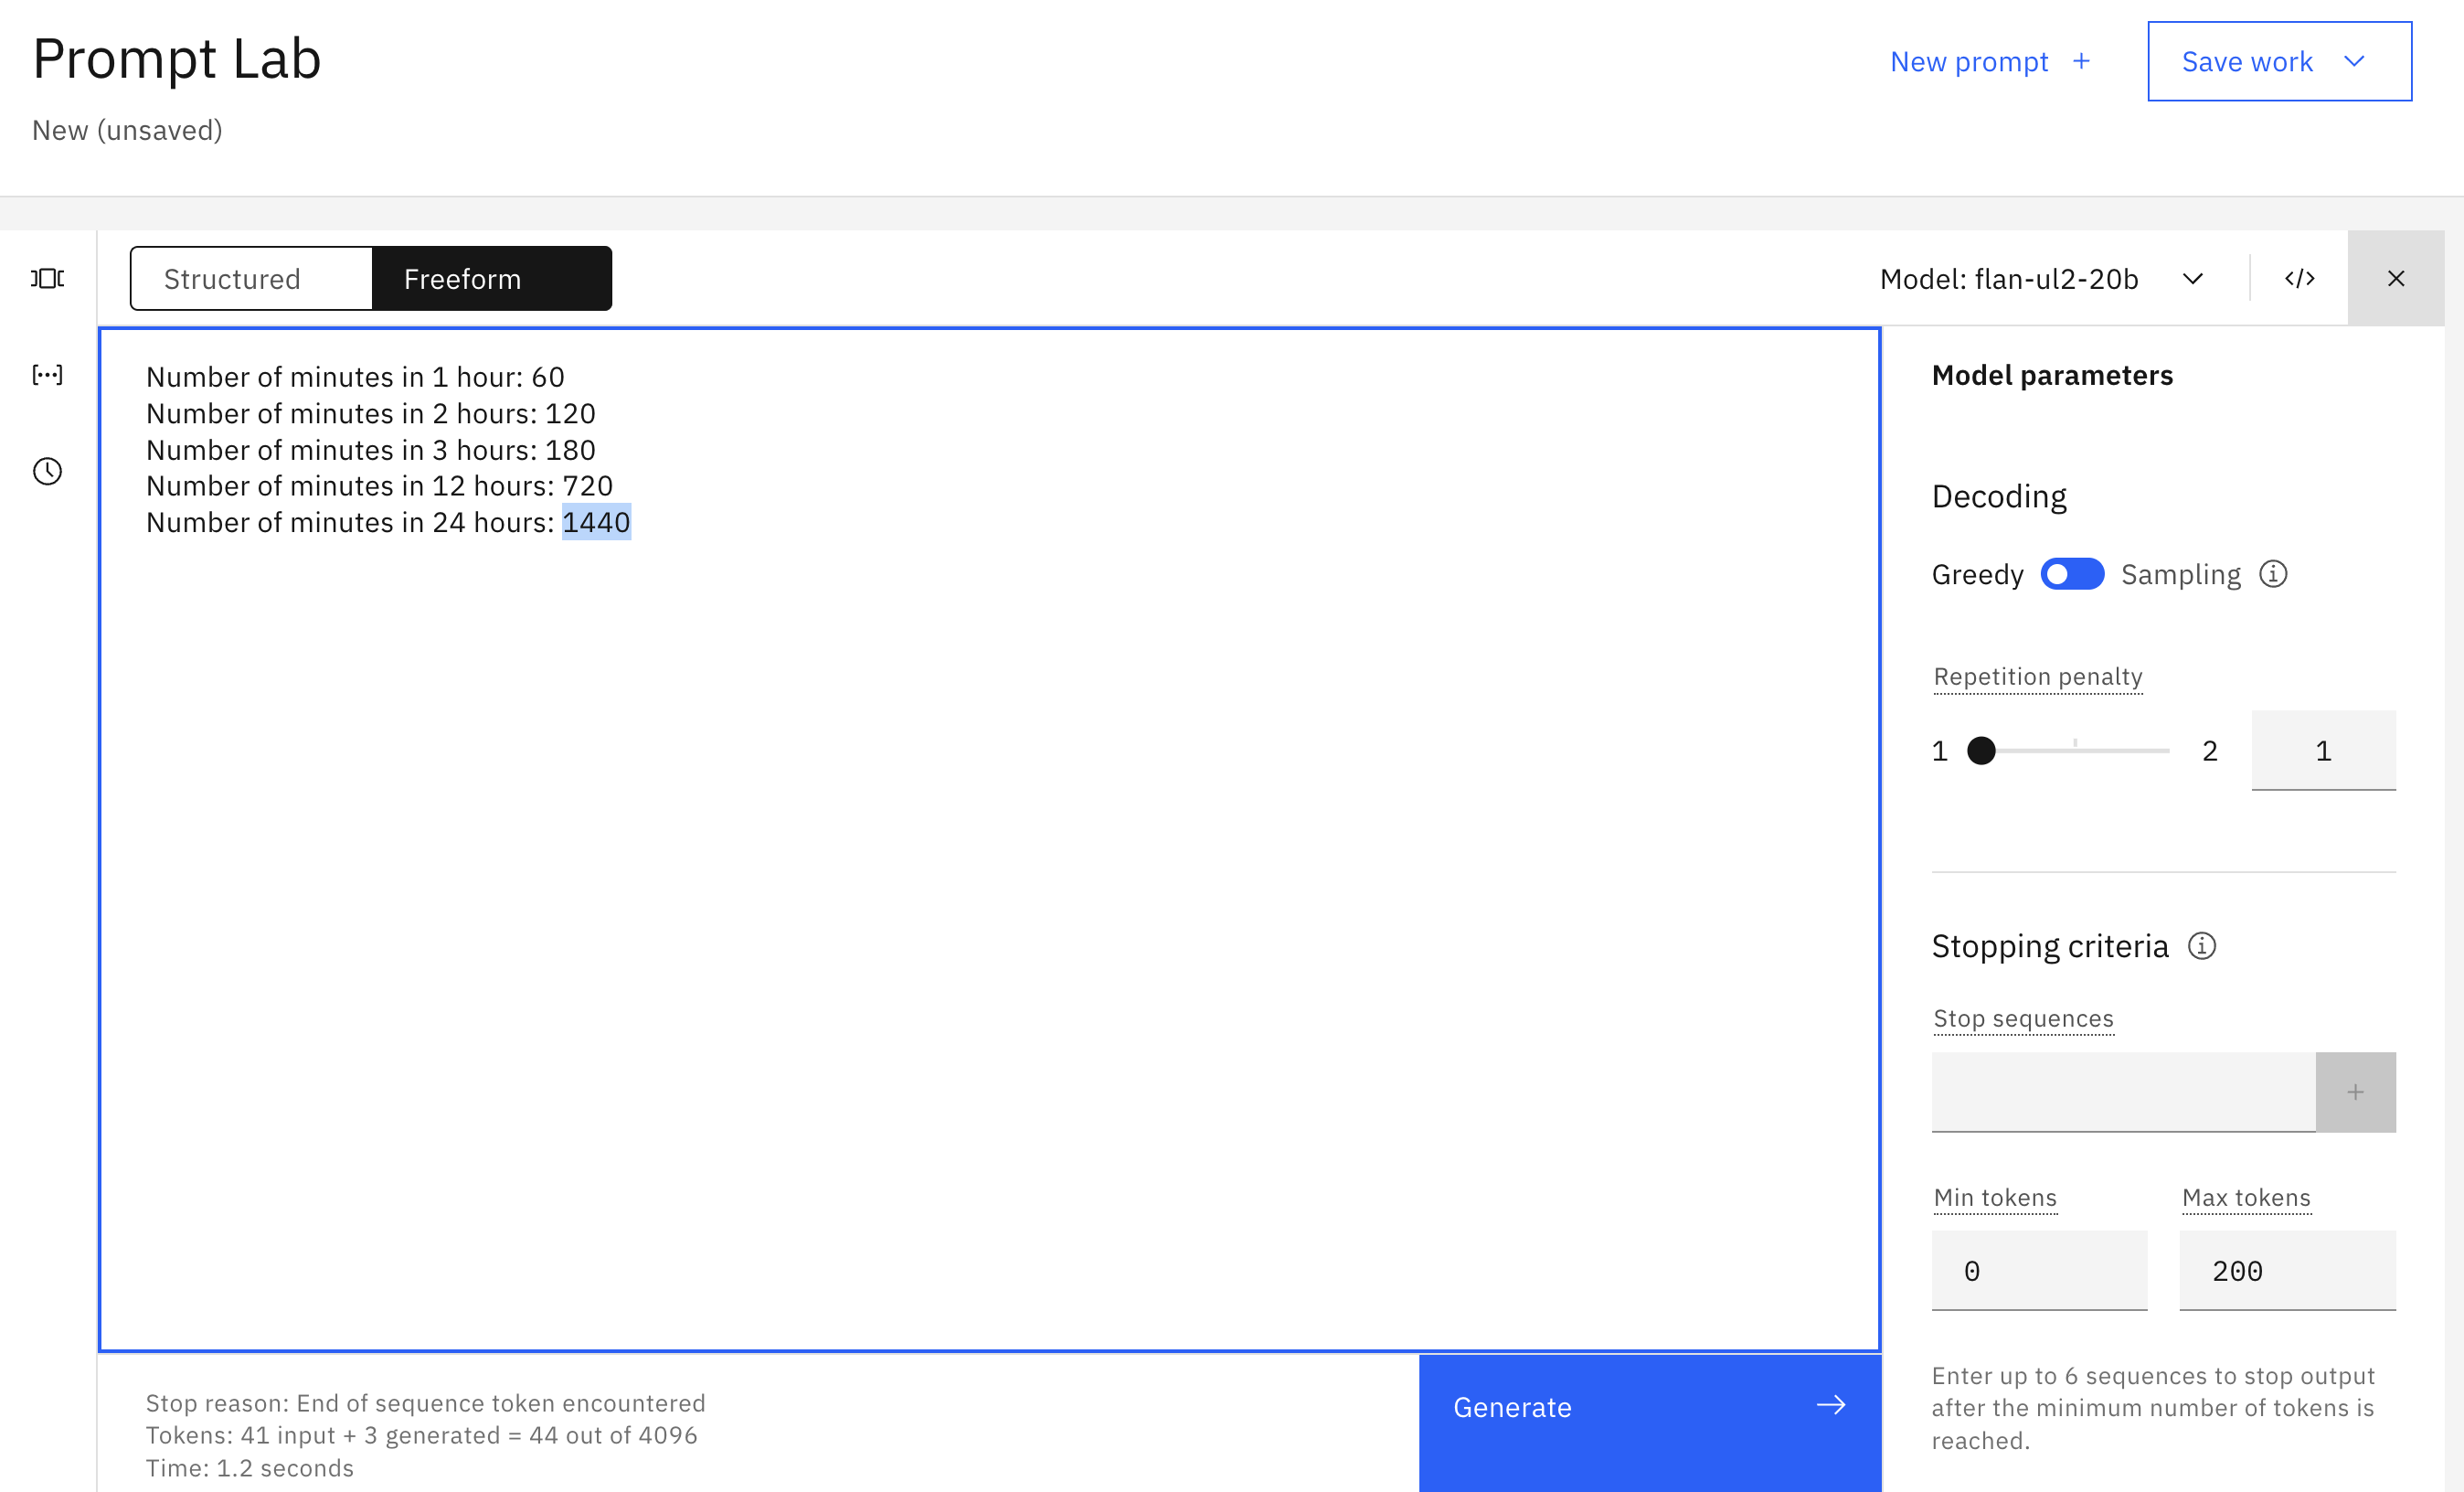 Prompt Lab
New (unsaved)
New prompt +
Save work
Structured
Freeform
Model: flan-ul2-20b
</>
Number of minutes in 1 hour: 60
Number of minutes in 2 hours: 120
Number of minutes in 3 hours: 180
Number of minutes in 12 hours: 720
Number of minutes in 24 hours: 1440
Stop reason: End of sequence token encountered
Tokens: 41 input + 3 generated = 44 out of 4096
Time: 1.2 seconds
Generate
Model parameters
Decoding
Greedy
Sampling
Repetition penalty
1
2
1
Stopping criteria
Stop sequences
+
Min tokens
Max tokens
0
200
Enter up to 6 sequences to stop output
after the minimum number of tokens is
reached.